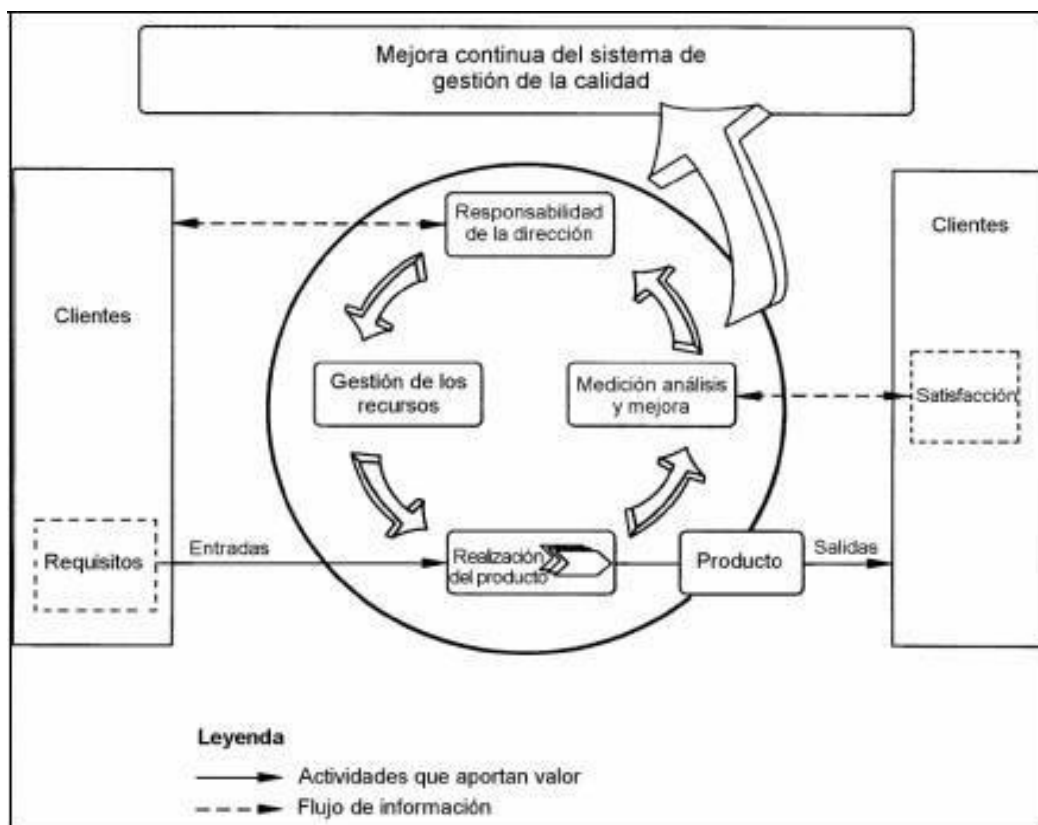 Mejora continua del sistema de
gestión de la calidad
Responsabilidad
de la dirección
Clientes
Clientes
Gestión de los
recursos
Medición análisis
y mejora
Satisfacción
Requisitos
Entradas
Realización
del producto
Producto
Salidas
Leyenda
Actividades que aportan valor
Flujo de información